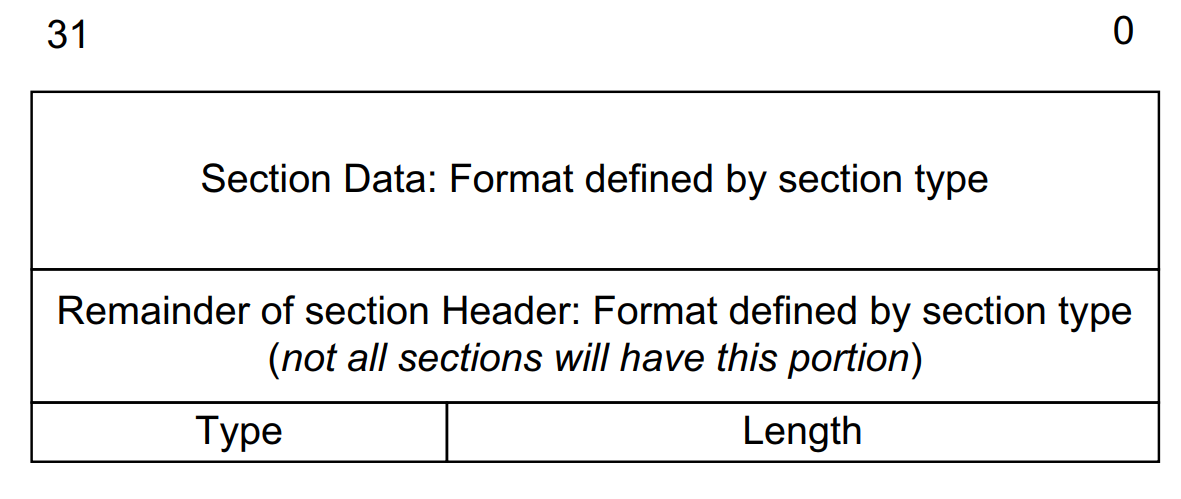 31
0
Section Data: Format defined by section type
Remainder of section Header: Format defined by section type
(not all sections will have this portion)
Type
Length